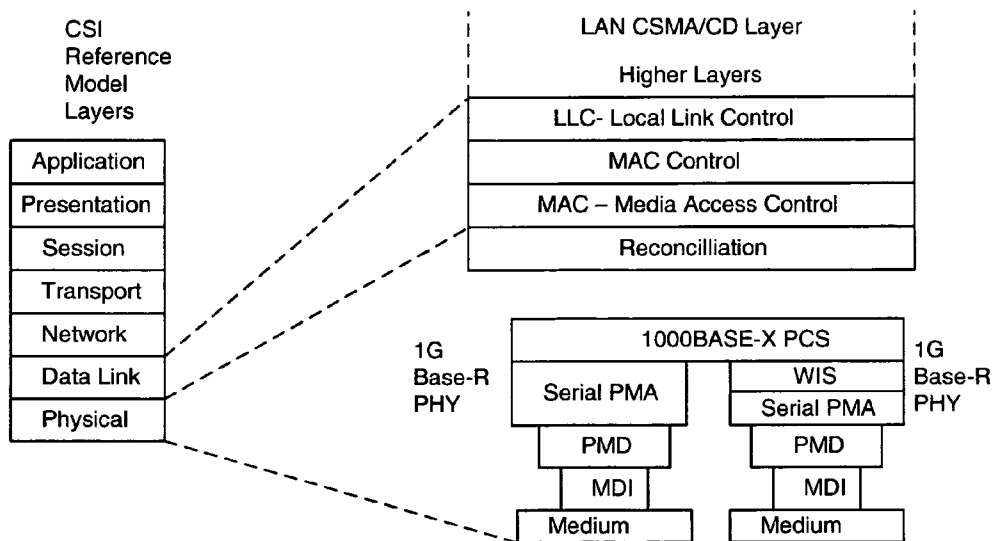 CSI
Reference
Model
Layers
Application
Presentation
Session
Transport
Network
Data Link
Physical
LAN CSMA/CD Layer
Higher Layers
LLC- Local Link Control
MAC Control
MAC – Media Access Control
Reconcilliation
1000BASE-X PCS
1G
Base-R
PHY
Serial PMA
PMD
MDI
Medium
WIS
Serial PMA
PMD
MDI
Medium
1G
Base-R
PHY